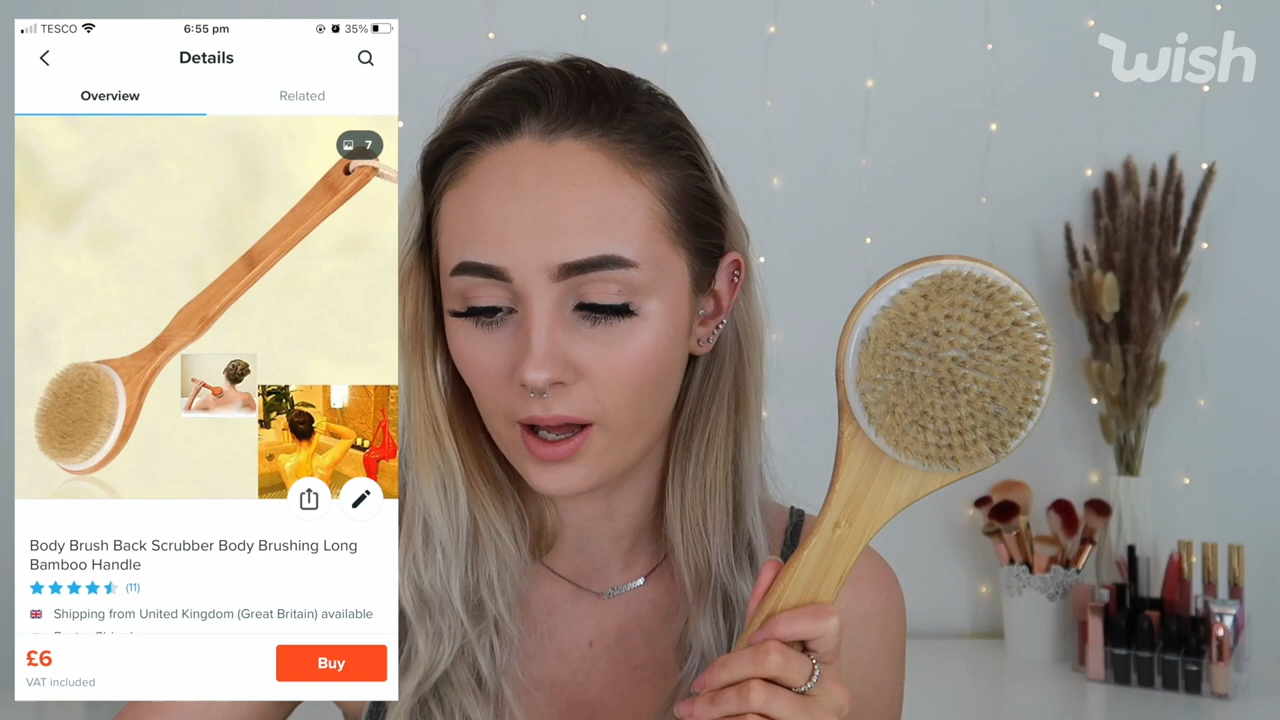 TESCO 6:55 pm 35%
Details
Overview Related
7
Body Brush Back Scrubber Body Brushing Long
Bamboo Handle
(11)
Shipping from United Kingdom (Great Britain) available
£6
VAT included
Buy
wish